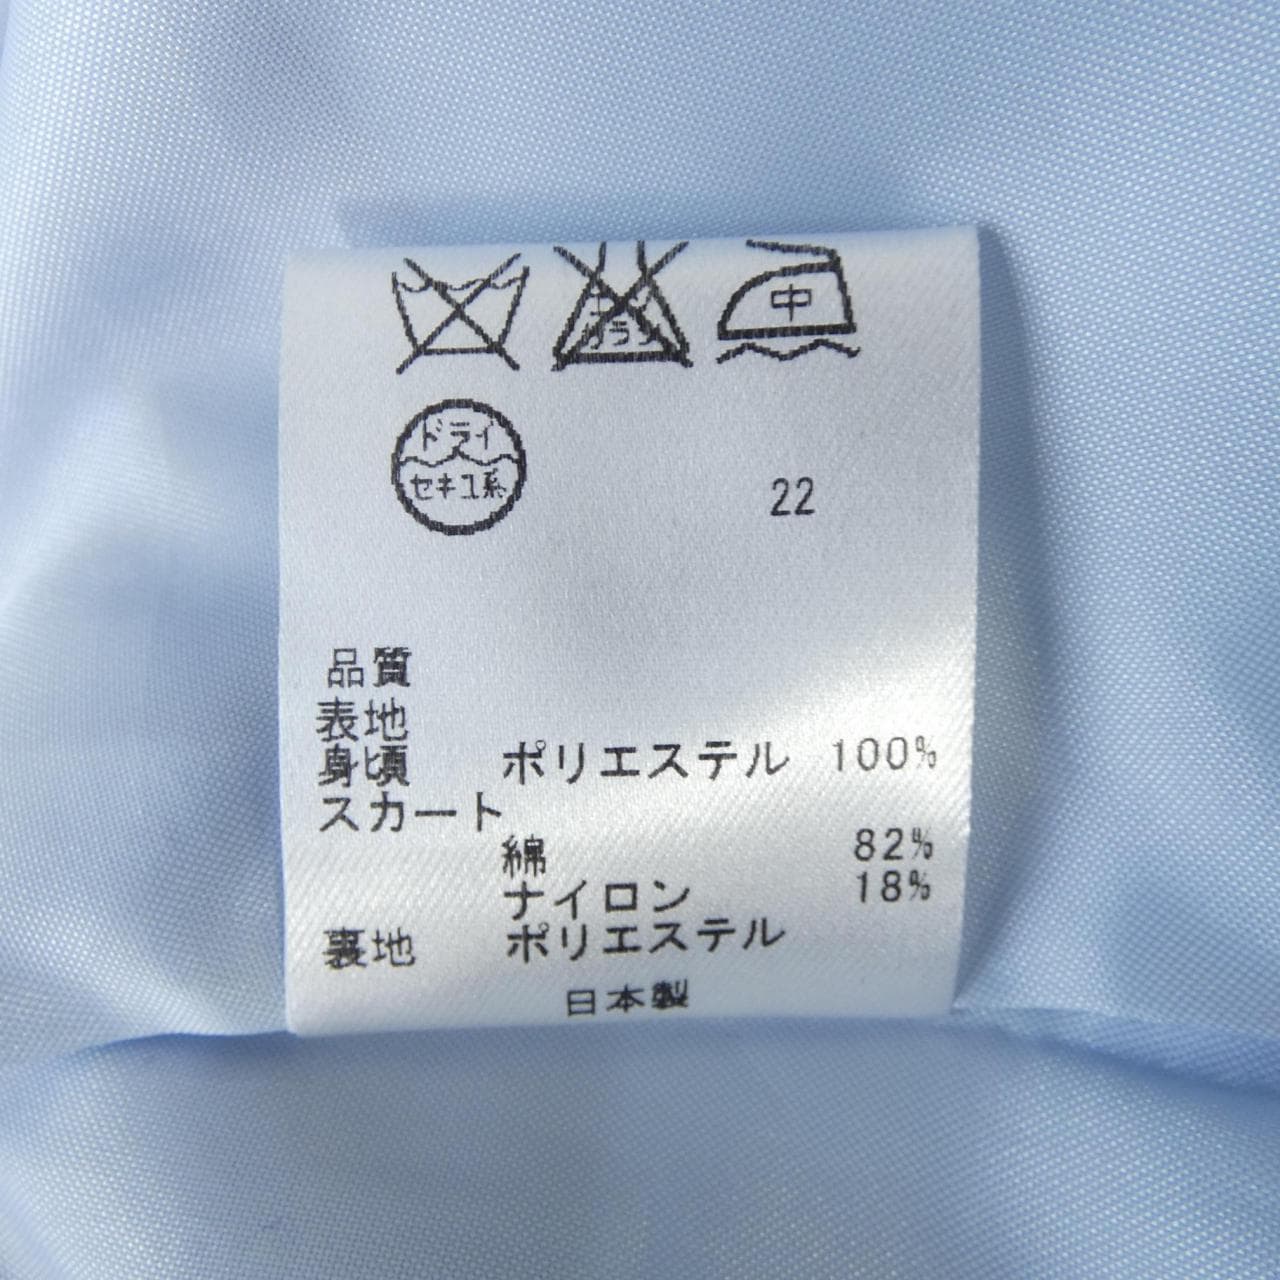 中
ドライ
セキユ系
22
品質
表地
身頃 ポリエステル 100%
スカート
綿 82%
ナイロン 18%
裏地 ポリエステル
日本製